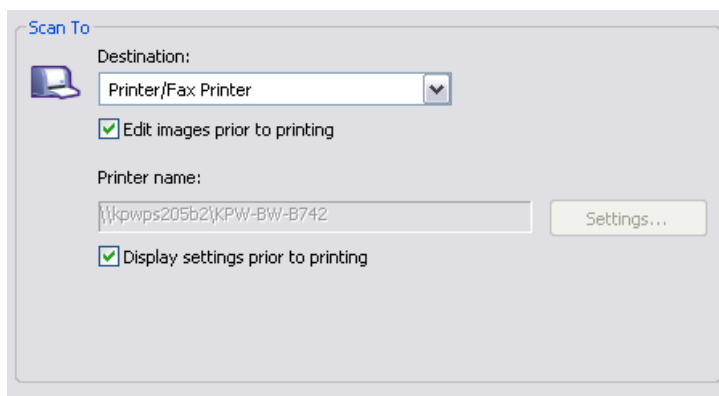 Scan To
Destination:
Printer/Fax Printer
Edit images prior to printing
Printer name:
\\kpwps205b2\KPW-BW-B742
Settings...
Display settings prior to printing